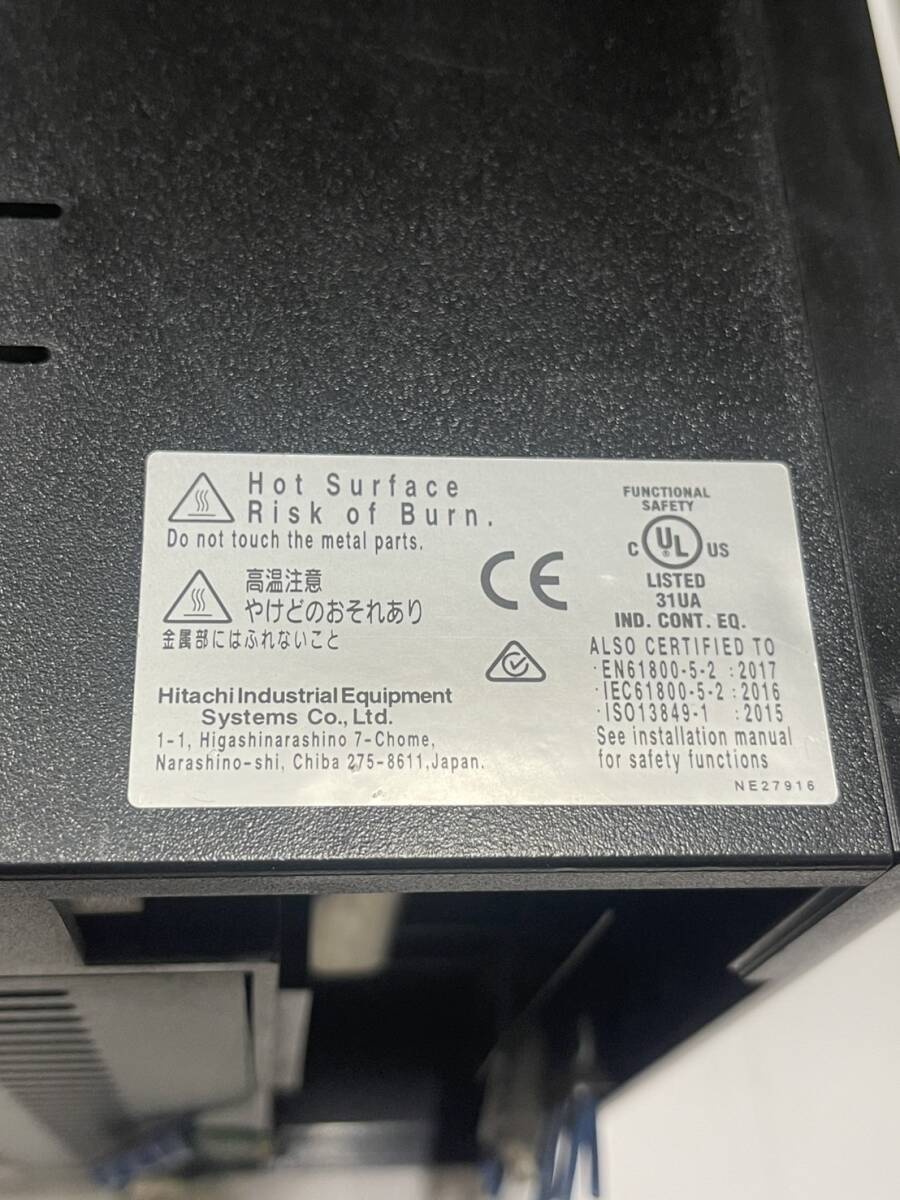 Hot Surface
Risk of Burn.
Do not touch the metal parts.
高温注意
やけどのおそれあり
金属部にはふれないこと
Hitachi Industrial Equipment
Systems Co., Ltd.
1-1, Higashinarashino 7-Chome,
Narashino-shi, Chiba 275-8611, Japan.
CE
FUNCTIONAL
SAFETY
C UL ® US
LISTED
31UA
IND. CONT. EQ.
ALSO CERTIFIED TO
·EN61800-5-2 :2017
·IEC61800-5-2 :2016
·ISO13849-1 :2015
See installation manual
for safety functions
NE27916